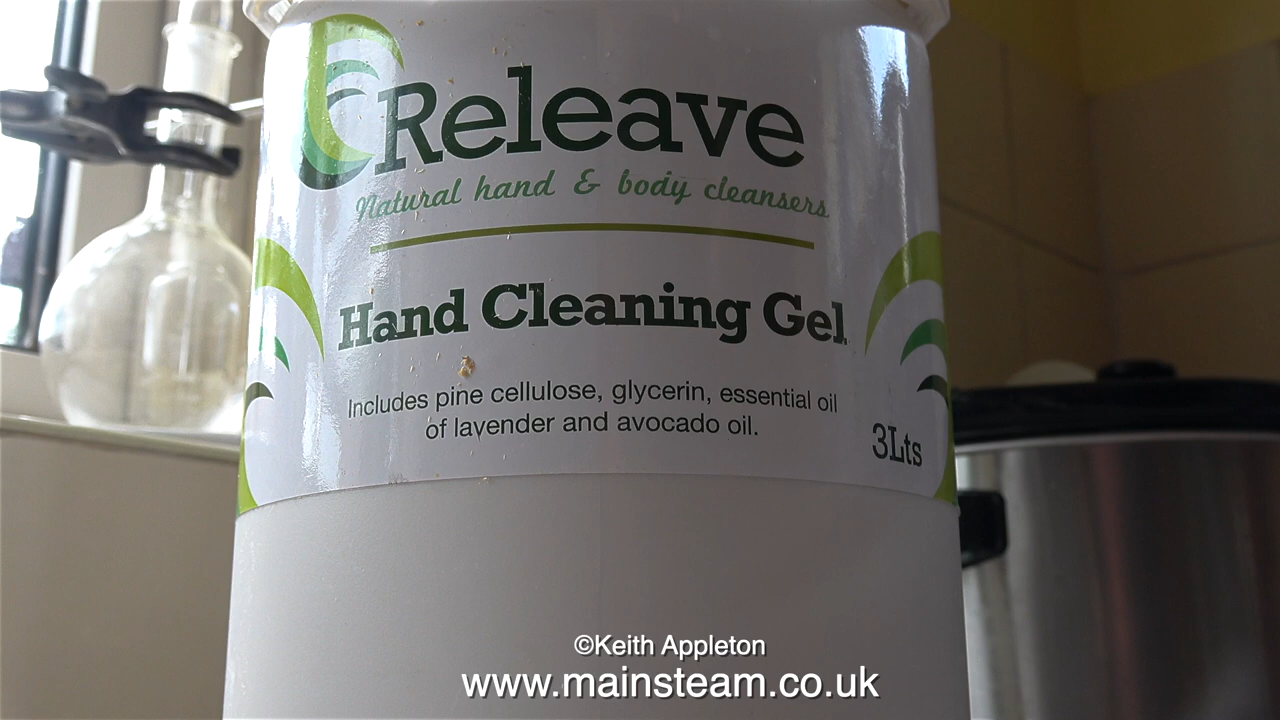 Releave
Natural hand & body cleansers
Hand Cleaning Gel
Includes pine cellulose, glycerin, essential oil
of lavender and avocado oil.
3Lts
©Keith Appleton
www.mainsteam.co.uk